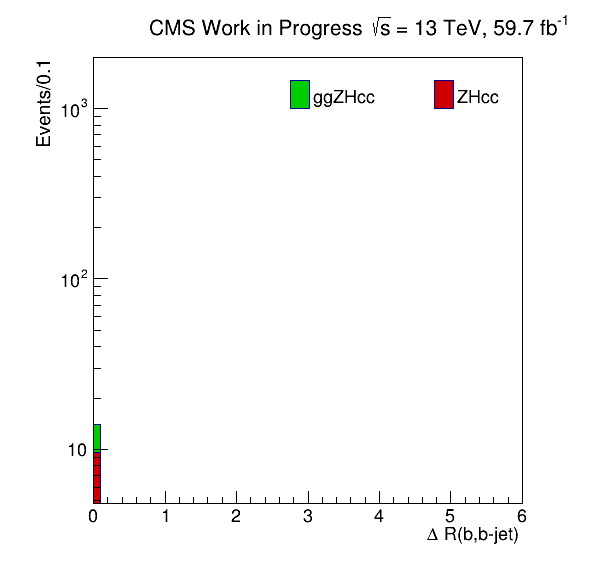 CMS Work in Progress √s = 13 TeV, 59.7 fb⁻¹
Events/0.1
ggZHcc
ZHcc
10³
10²
10
0 1 2 3 4 5 6
Δ R(b,b-jet)